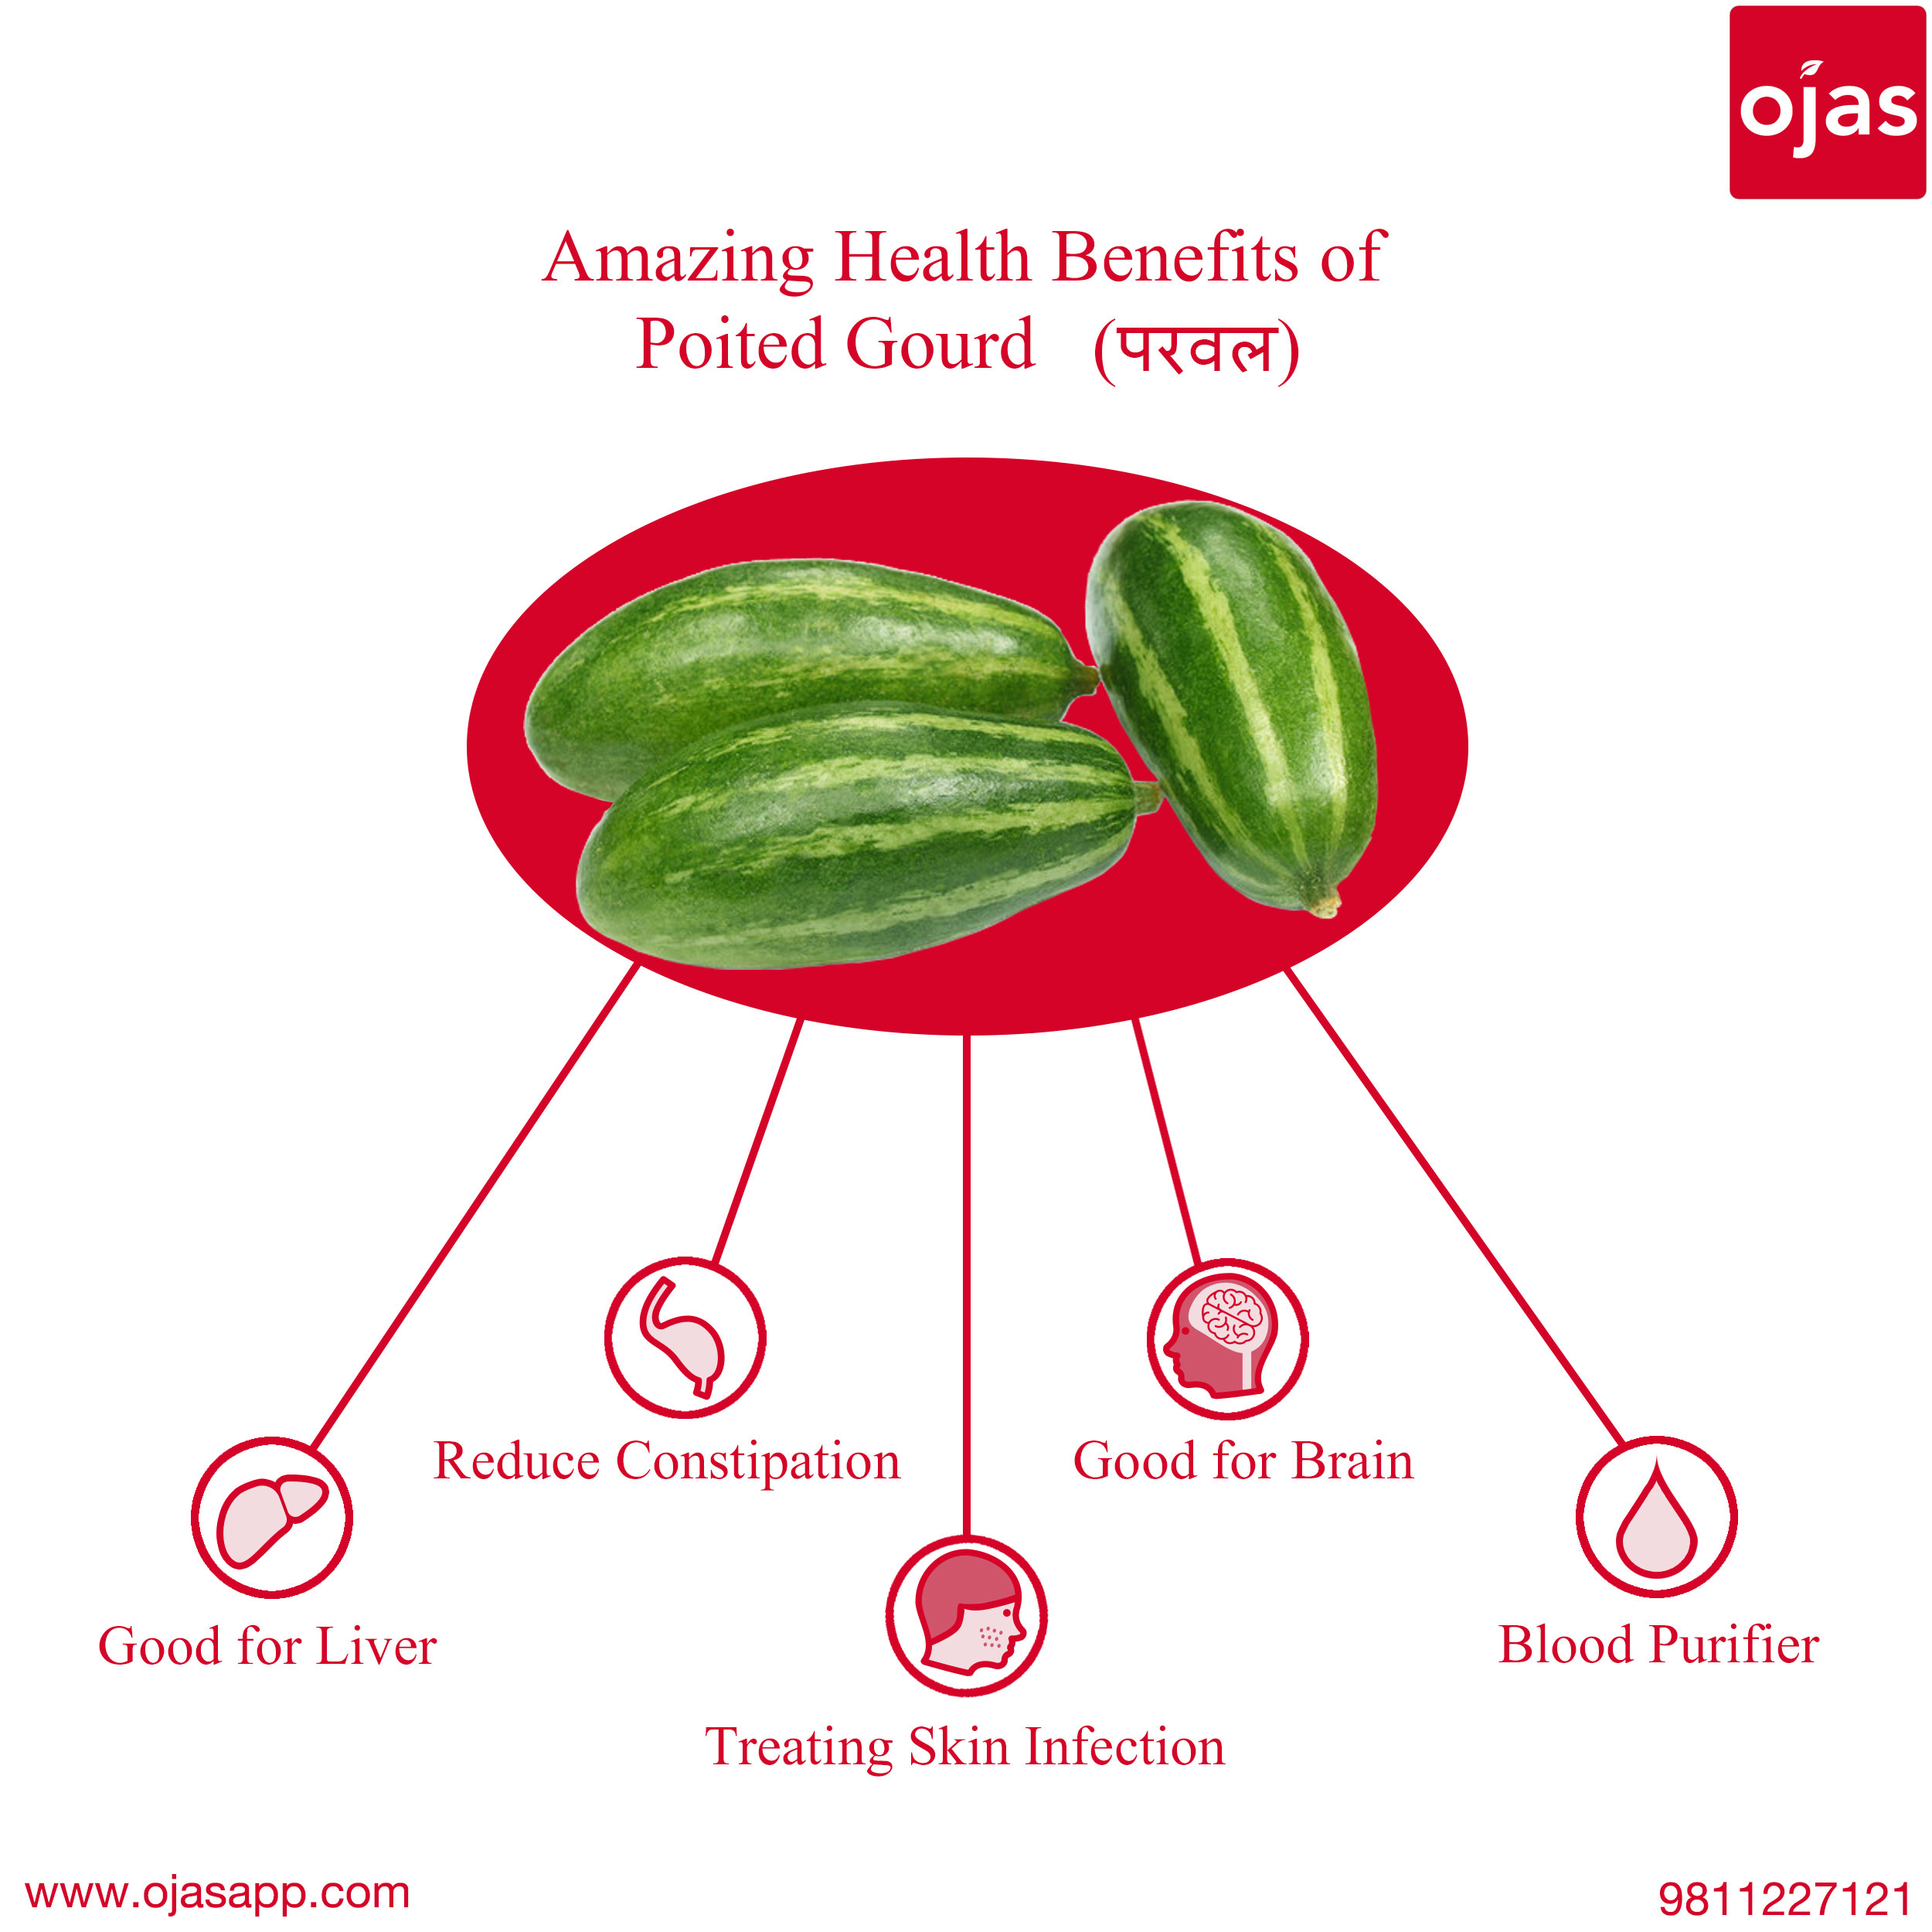 ojas
Amazing Health Benefits of
Poited Gourd (परवल)
Reduce Constipation
Good for Brain
Good for Liver
Blood Purifier
Treating Skin Infection
www.ojasapp.com
9811227121